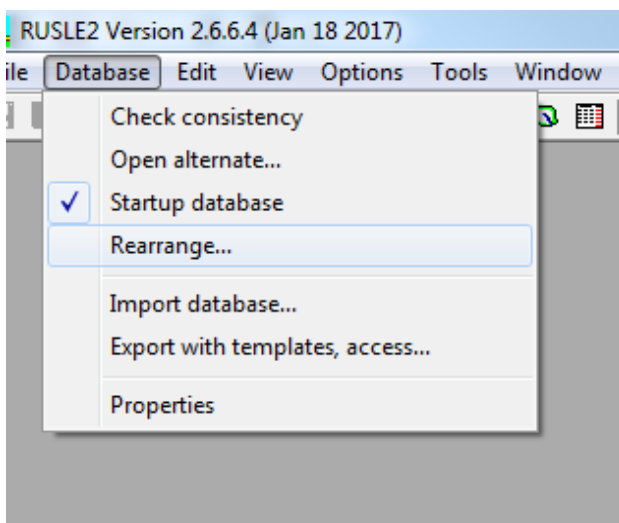 RUSLE2 Version 2.6.6.4 (Jan 18 2017)
ile Database Edit View Options Tools Window
Check consistency
Open alternate...
Startup database
Rearrange...
Import database...
Export with templates, access...
Properties